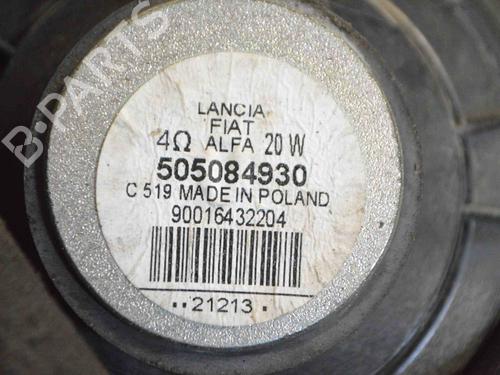 B-PARTS
LANCIA
FIAT
4Ω ALFA 20 W
505084930
C 519 MADE IN POLAND
90016432204
21213